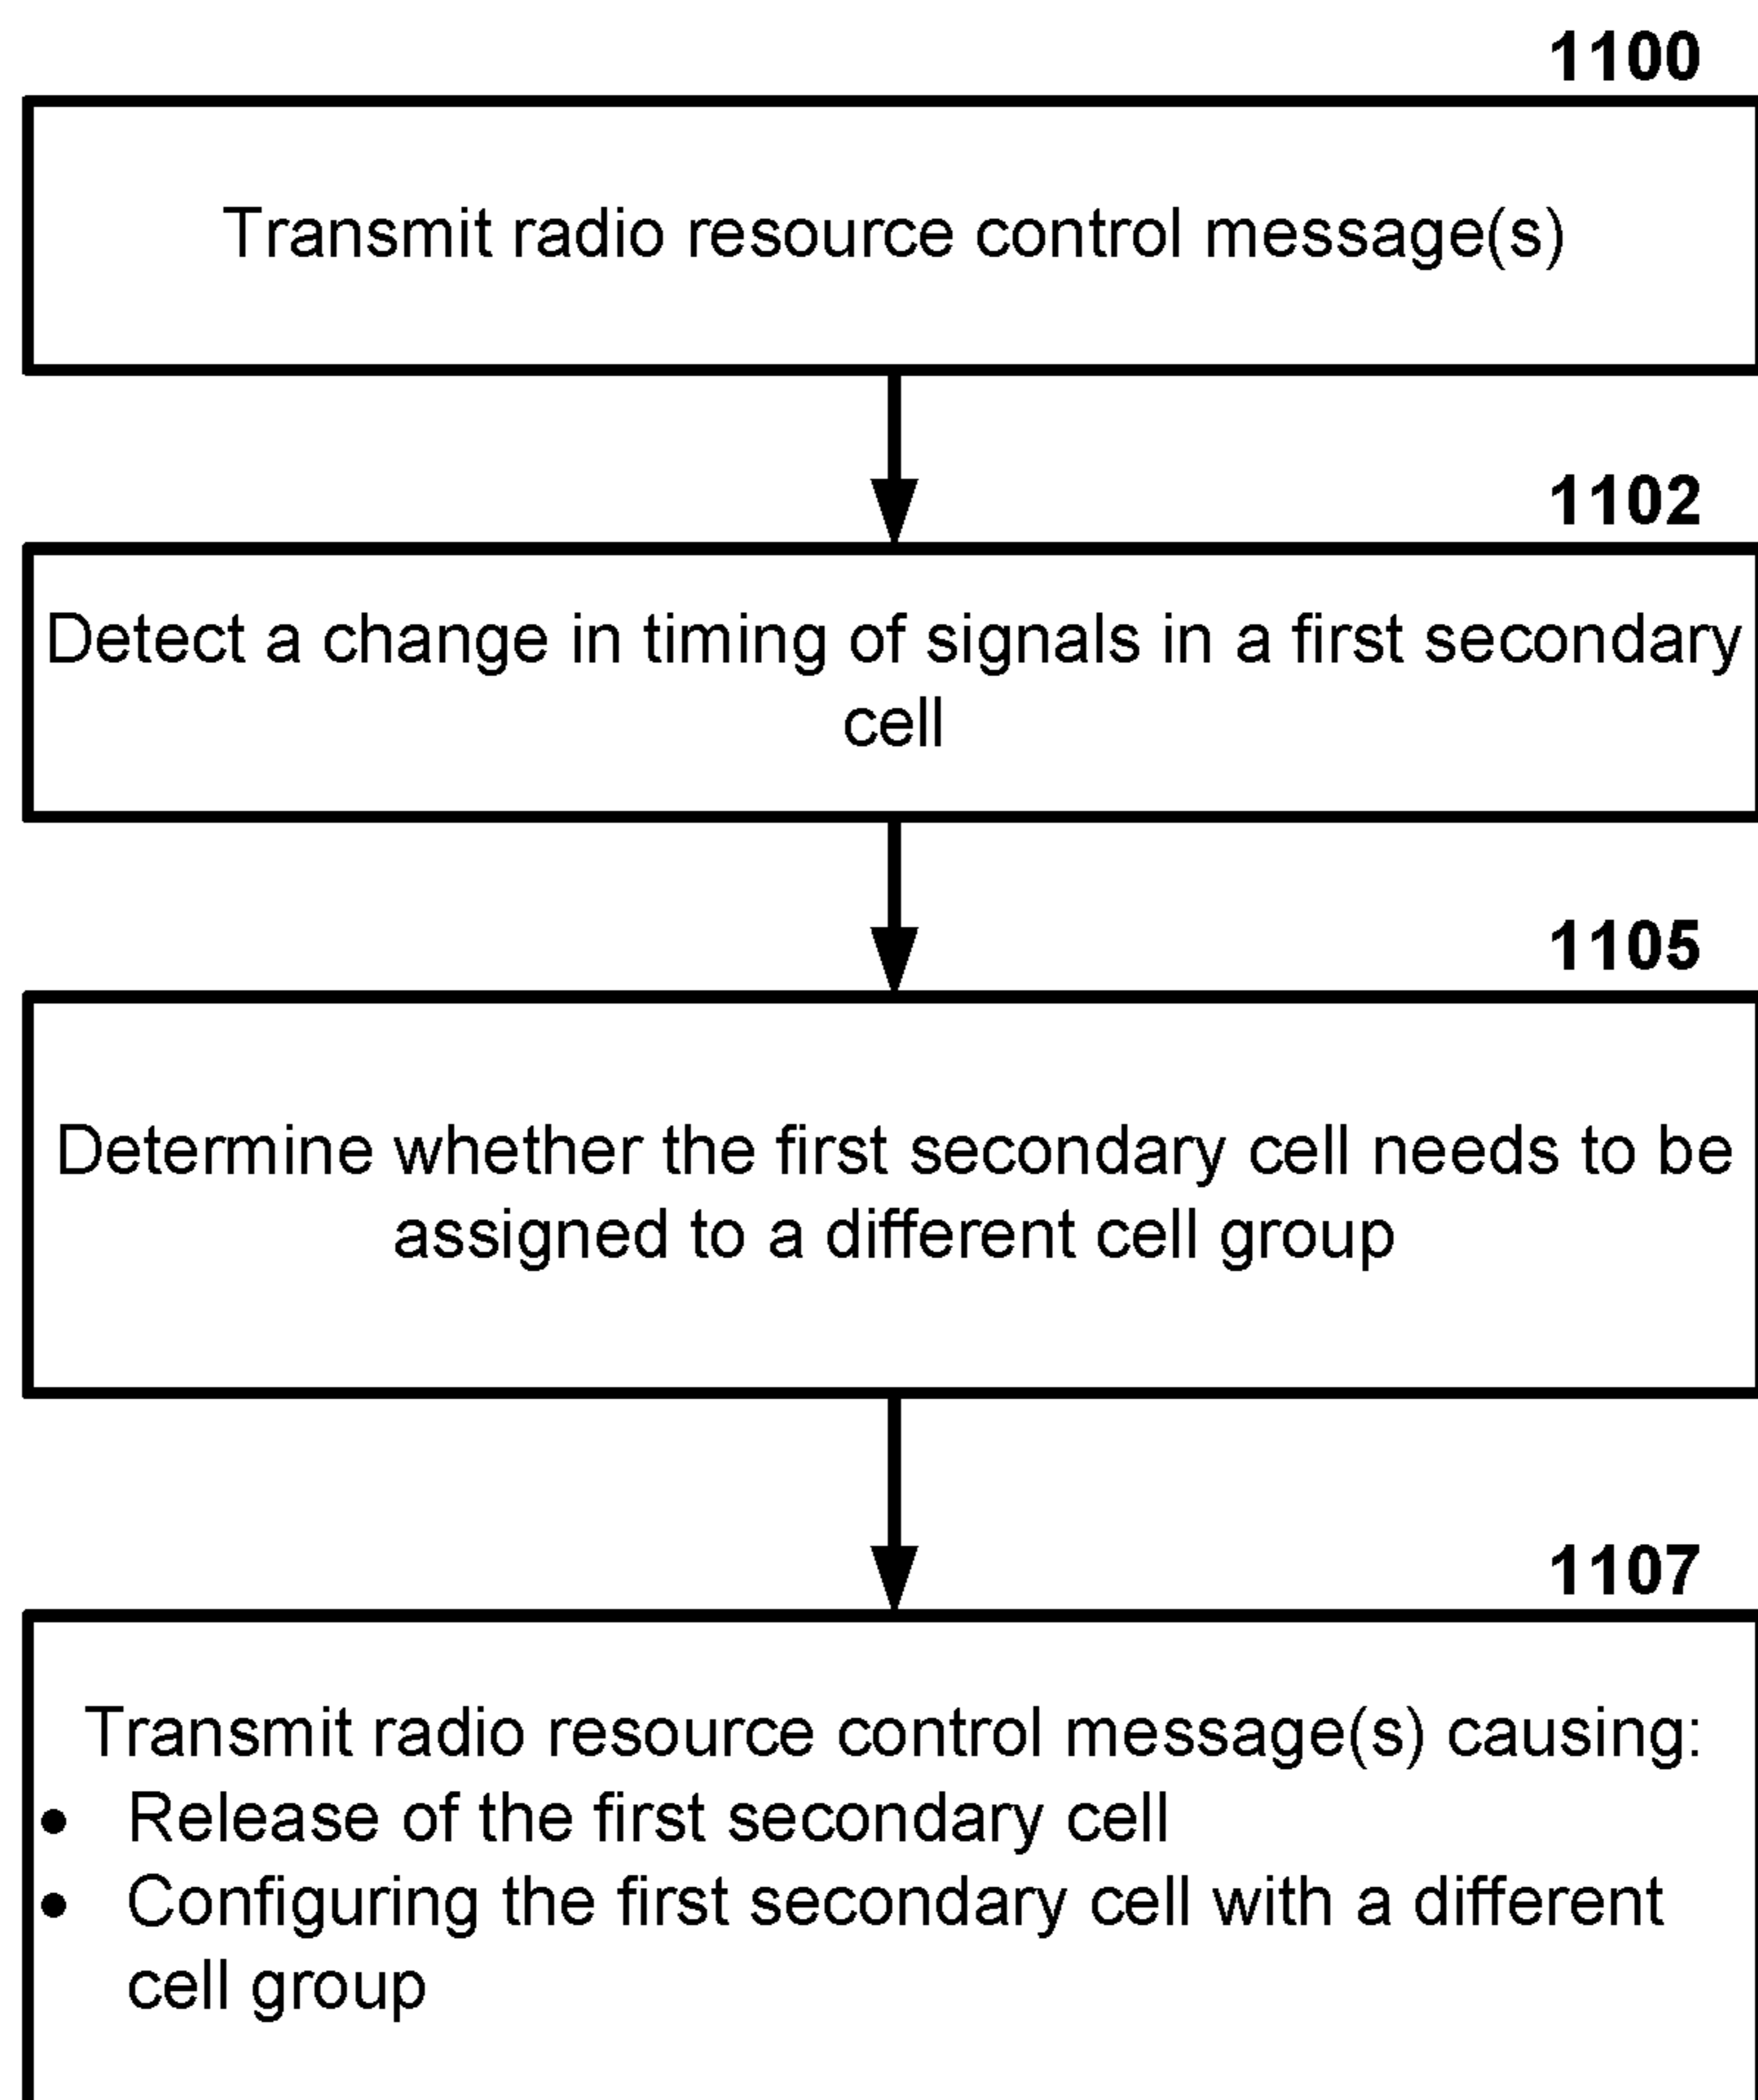 1100
Transmit radio resource control message(s)
1102
Detect a change in timing of signals in a first secondary
cell
1105
Determine whether the first secondary cell needs to be
assigned to a different cell group
1107
Transmit radio resource control message(s) causing:
• Release of the first secondary cell
• Configuring the first secondary cell with a different
cell group